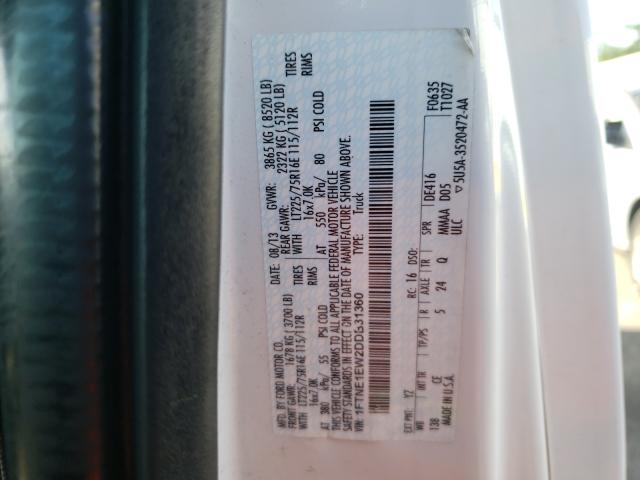 MFD. BY FORD MOTOR CO.
DATE: 08/13 GVWR: 3865 KG ( 8520 LB)
FRONT GAWR: 1678 KG ( 3700 LB) REAR GAWR: 2322 KG ( 5120 LB)
WITH LT225/75R16E 115/112R TIRES WITH LT225/75R16E 115/112R TIRES
16x7.0K RIMS 16x7.0K RIMS
AT 380 kPa/ 55 PSI COLD AT 550 kPa/ 80 PSI COLD
THIS VEHICLE CONFORMS TO ALL APPLICABLE FEDERAL MOTOR VEHICLE
SAFETY STANDARDS IN EFFECT ON THE DATE OF MANUFACTURE SHOWN ABOVE.
VIN: 1FTNE1EW2DDB31360 TYPE: Truck
EXT PNT: YZ RC: 16 DSO: F0635
WB INT TR TP/PS R AXLE TR SPR T1027
138 CE 5 24 Q MMAA D05 DE416
MADE IN U.S.A. ULC ▽ 5U5A-3520472-AA